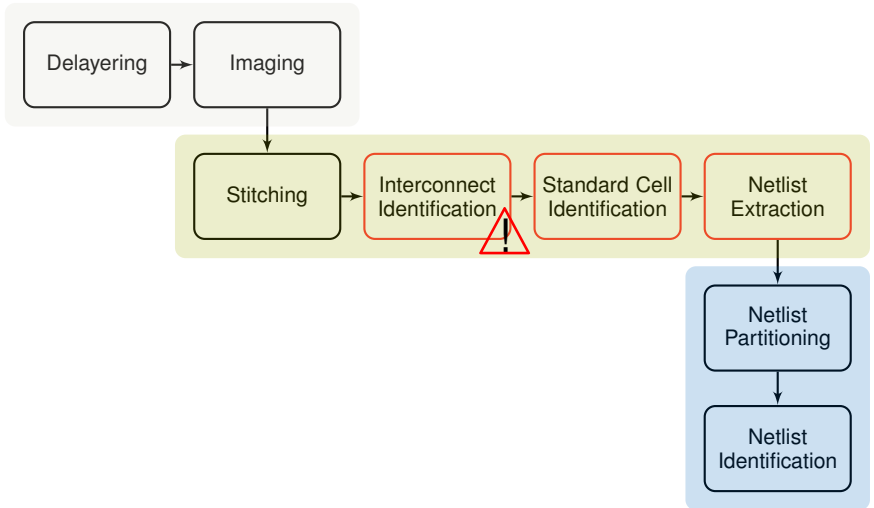 Delayering
Imaging
Stitching
Interconnect
Identification
Standard Cell
Identification
Netlist
Extraction
!
Netlist
Partitioning
Netlist
Identification